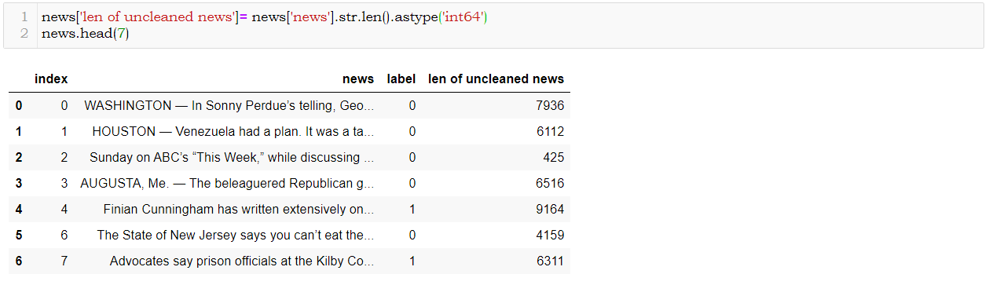 1 news['len of uncleaned news']= news['news'].str.len().astype('int64')
2 news.head(7)
index news label len of uncleaned news
0 0 WASHINGTON — In Sonny Perdue’s telling, Geo... 0 7936
1 1 HOUSTON — Venezuela had a plan. It was a ta... 0 6112
2 2 Sunday on ABC’s “This Week,” while discussing ... 0 425
3 3 AUGUSTA, Me. — The beleaguered Republican g... 0 6516
4 4 Finian Cunningham has written extensively on... 1 9164
5 6 The State of New Jersey says you can’t eat the... 0 4159
6 7 Advocates say prison officials at the Kilby Co... 1 6311